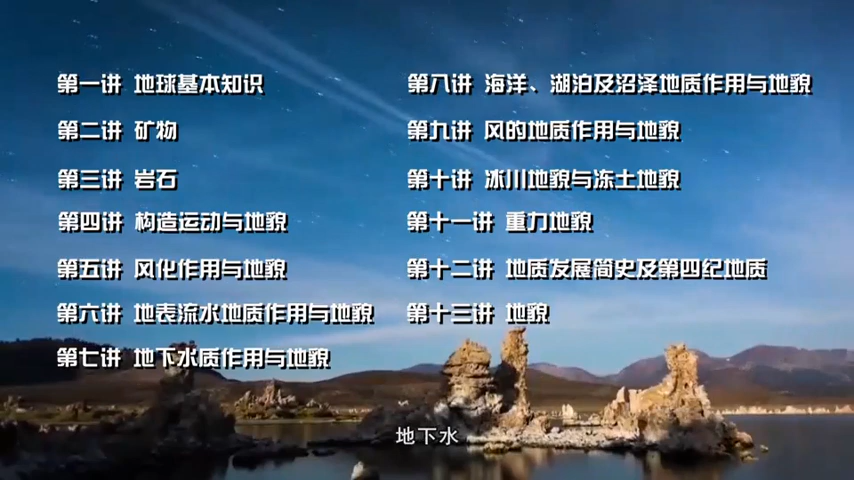 第一讲 地球基本知识
第二讲 矿物
第三讲 岩石
第四讲 构造运动与地貌
第五讲 风化作用与地貌
第六讲 地表流水地质作用与地貌
第七讲 地下水质作用与地貌
第八讲 海洋、湖泊及沼泽地质作用与地貌
第九讲 风的地质作用与地貌
第十讲 冰川地貌与冻土地貌
第十一讲 重力地貌
第十二讲 地质发展简史及第四纪地质
第十三讲 地貌
地下水